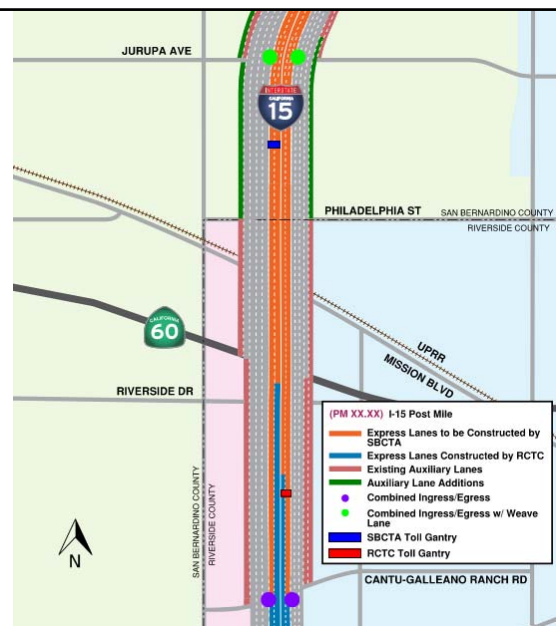 JURUPA AVE
INTERSTATE
CALIFORNIA
15
PHILADELPHIA ST
SAN BERNARDINO COUNTY
RIVERSIDE COUNTY
CALIFORNIA
60
UPRR
MISSION BLVD
RIVERSIDE DR
(PM XX.XX) I-15 Post Mile
Express Lanes to be Constructed by
SBCTA
Express Lanes Constructed by RCTC
Existing Auxiliary Lanes
Auxiliary Lane Additions
Combined Ingress/Egress
Combined Ingress/Egress w/ Weave
Lane
SBCTA Toll Gantry
RCTC Toll Gantry
SAN BERNARDINO COUNTY
RIVERSIDE COUNTY
N
CANTU-GALLEANO RANCH RD